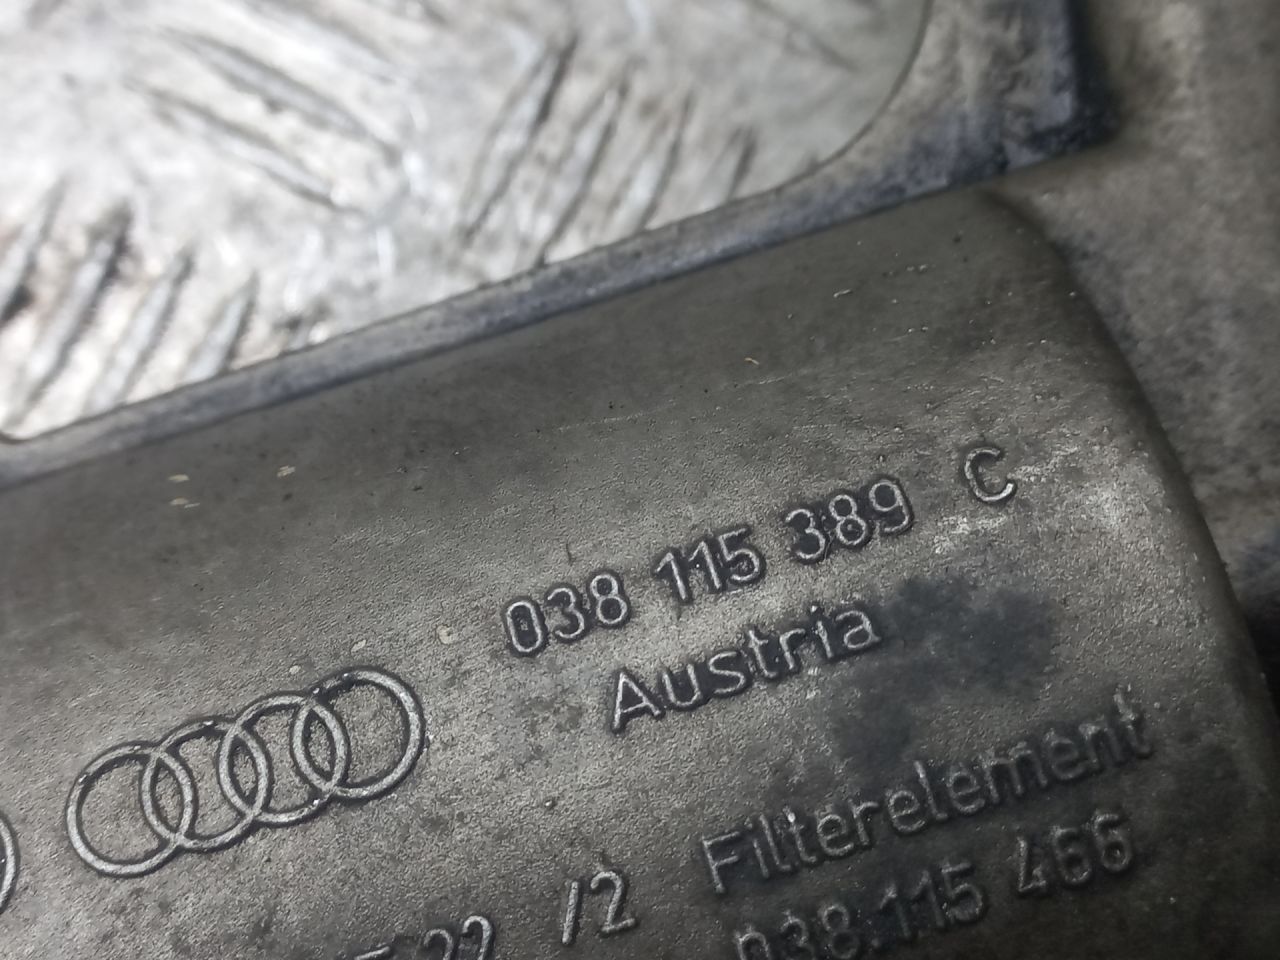 038 115 389 C
Austria
Filterelement
/2 038.115 466